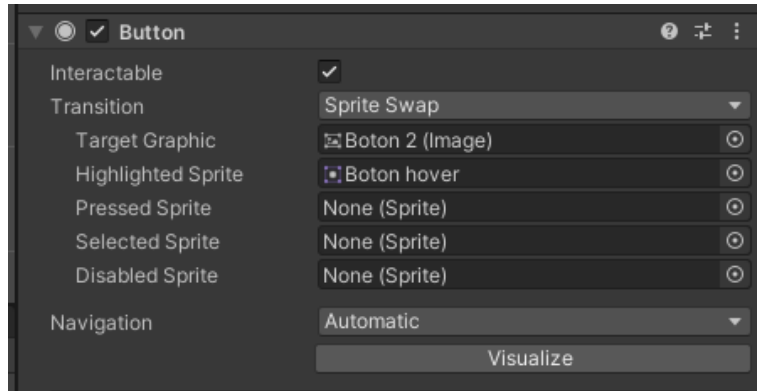 Button
Interactable
Transition Sprite Swap
Target Graphic Boton 2 (Image)
Highlighted Sprite Boton hover
Pressed Sprite None (Sprite)
Selected Sprite None (Sprite)
Disabled Sprite None (Sprite)
Navigation Automatic
Visualize